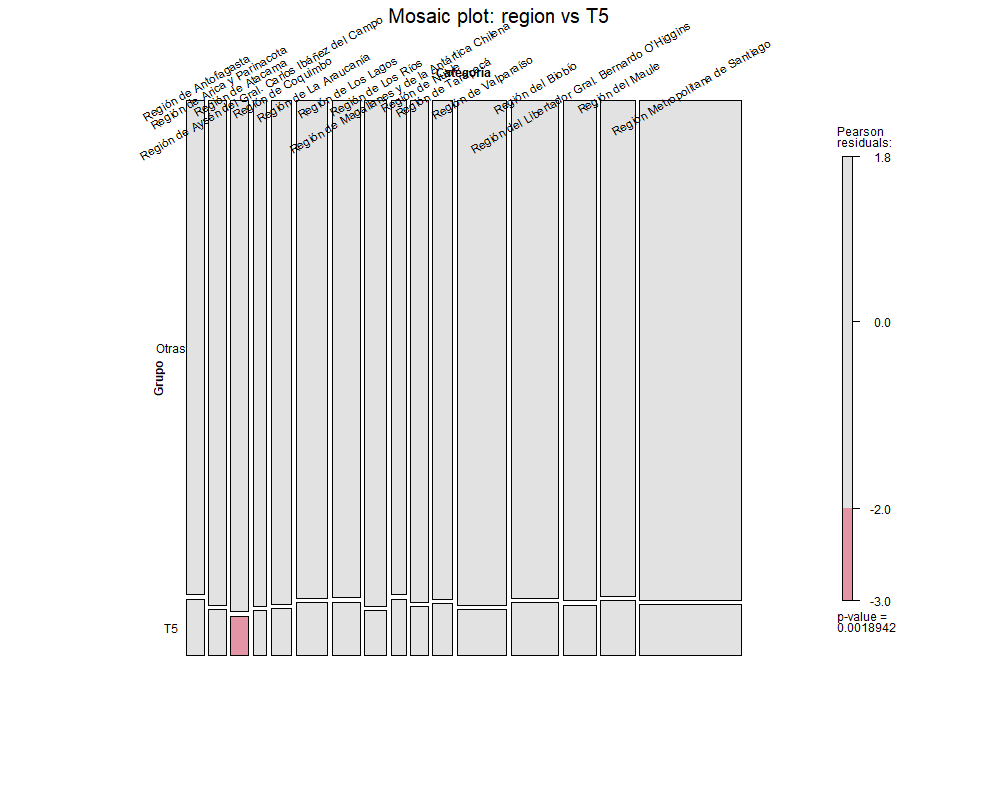 Mosaic plot: region vs T5
Categoria
Región de Antofagasta
Región de Arica y Parinacota
Región de Atacama
Región de Aysén del Gral. Carlos Ibáñez del Campo
Región de Coquimbo
Región de La Araucanía
Región de Los Lagos
Región de Los Ríos
Región de Magallanes y de la Antártica Chilena
Región de Ñuble
Región de Tarapacá
Región de Valparaíso
Región del Biobío
Región del Libertador Gral. Bernardo O'Higgins
Región del Maule
Región Metropolitana de Santiago
Grupo
Otras
T5
Pearson
residuals:
1.8
0.0
-2.0
-3.0
p-value =
0.0018942